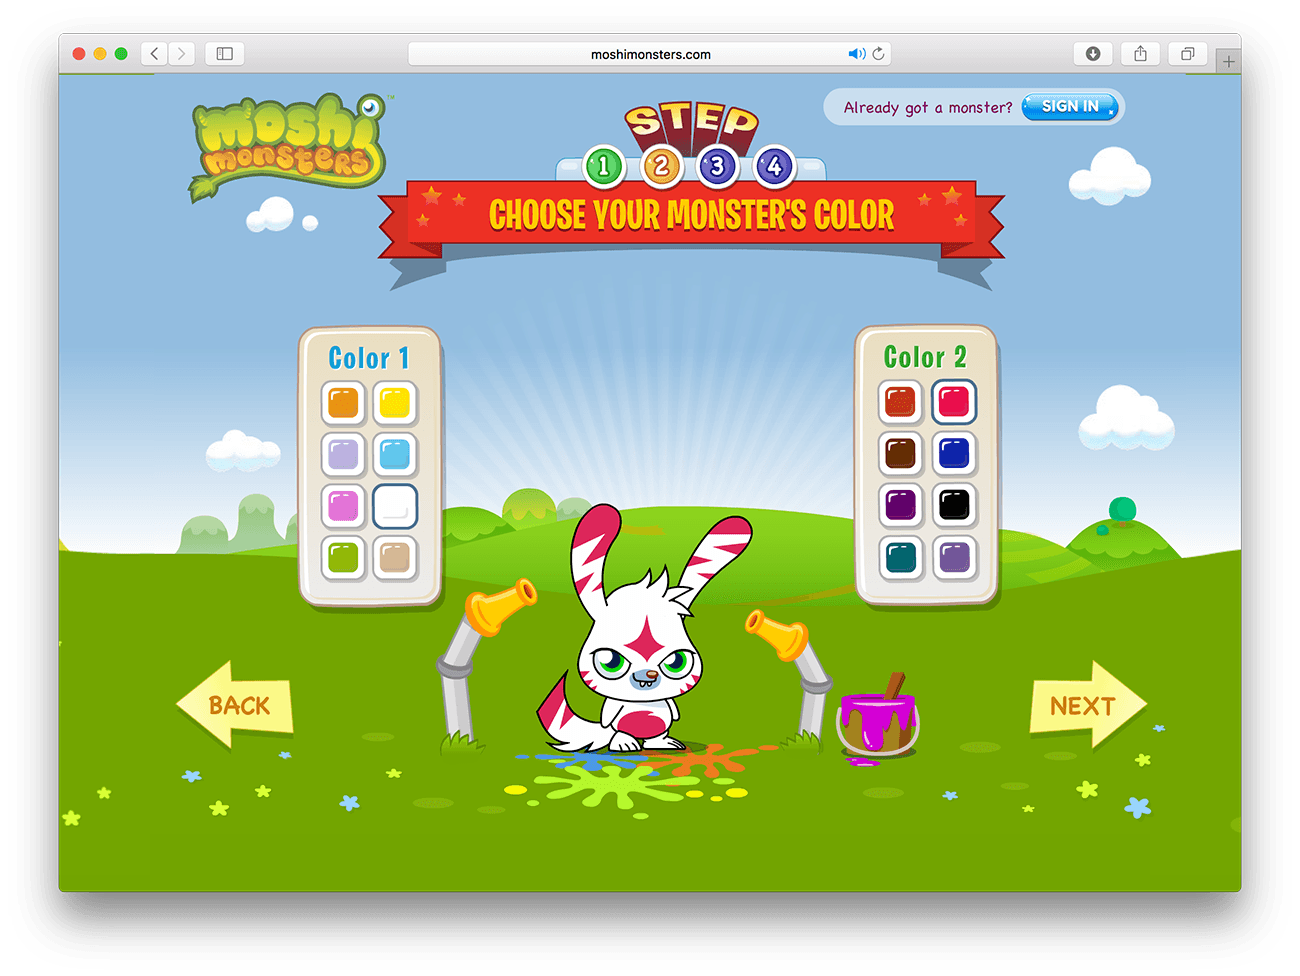 moshimonsters.com
moshi
monsters
™
STEP
Already got a monster? SIGN IN
1 2 3 4
CHOOSE YOUR MONSTER'S COLOR
Color 1
Color 2
BACK
NEXT